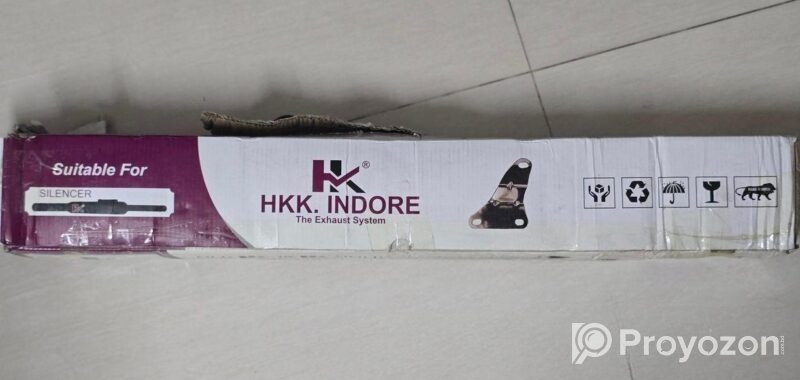 Suitable For
SILENCER
HK®
HKK. INDORE
The Exhaust System
Proyozon